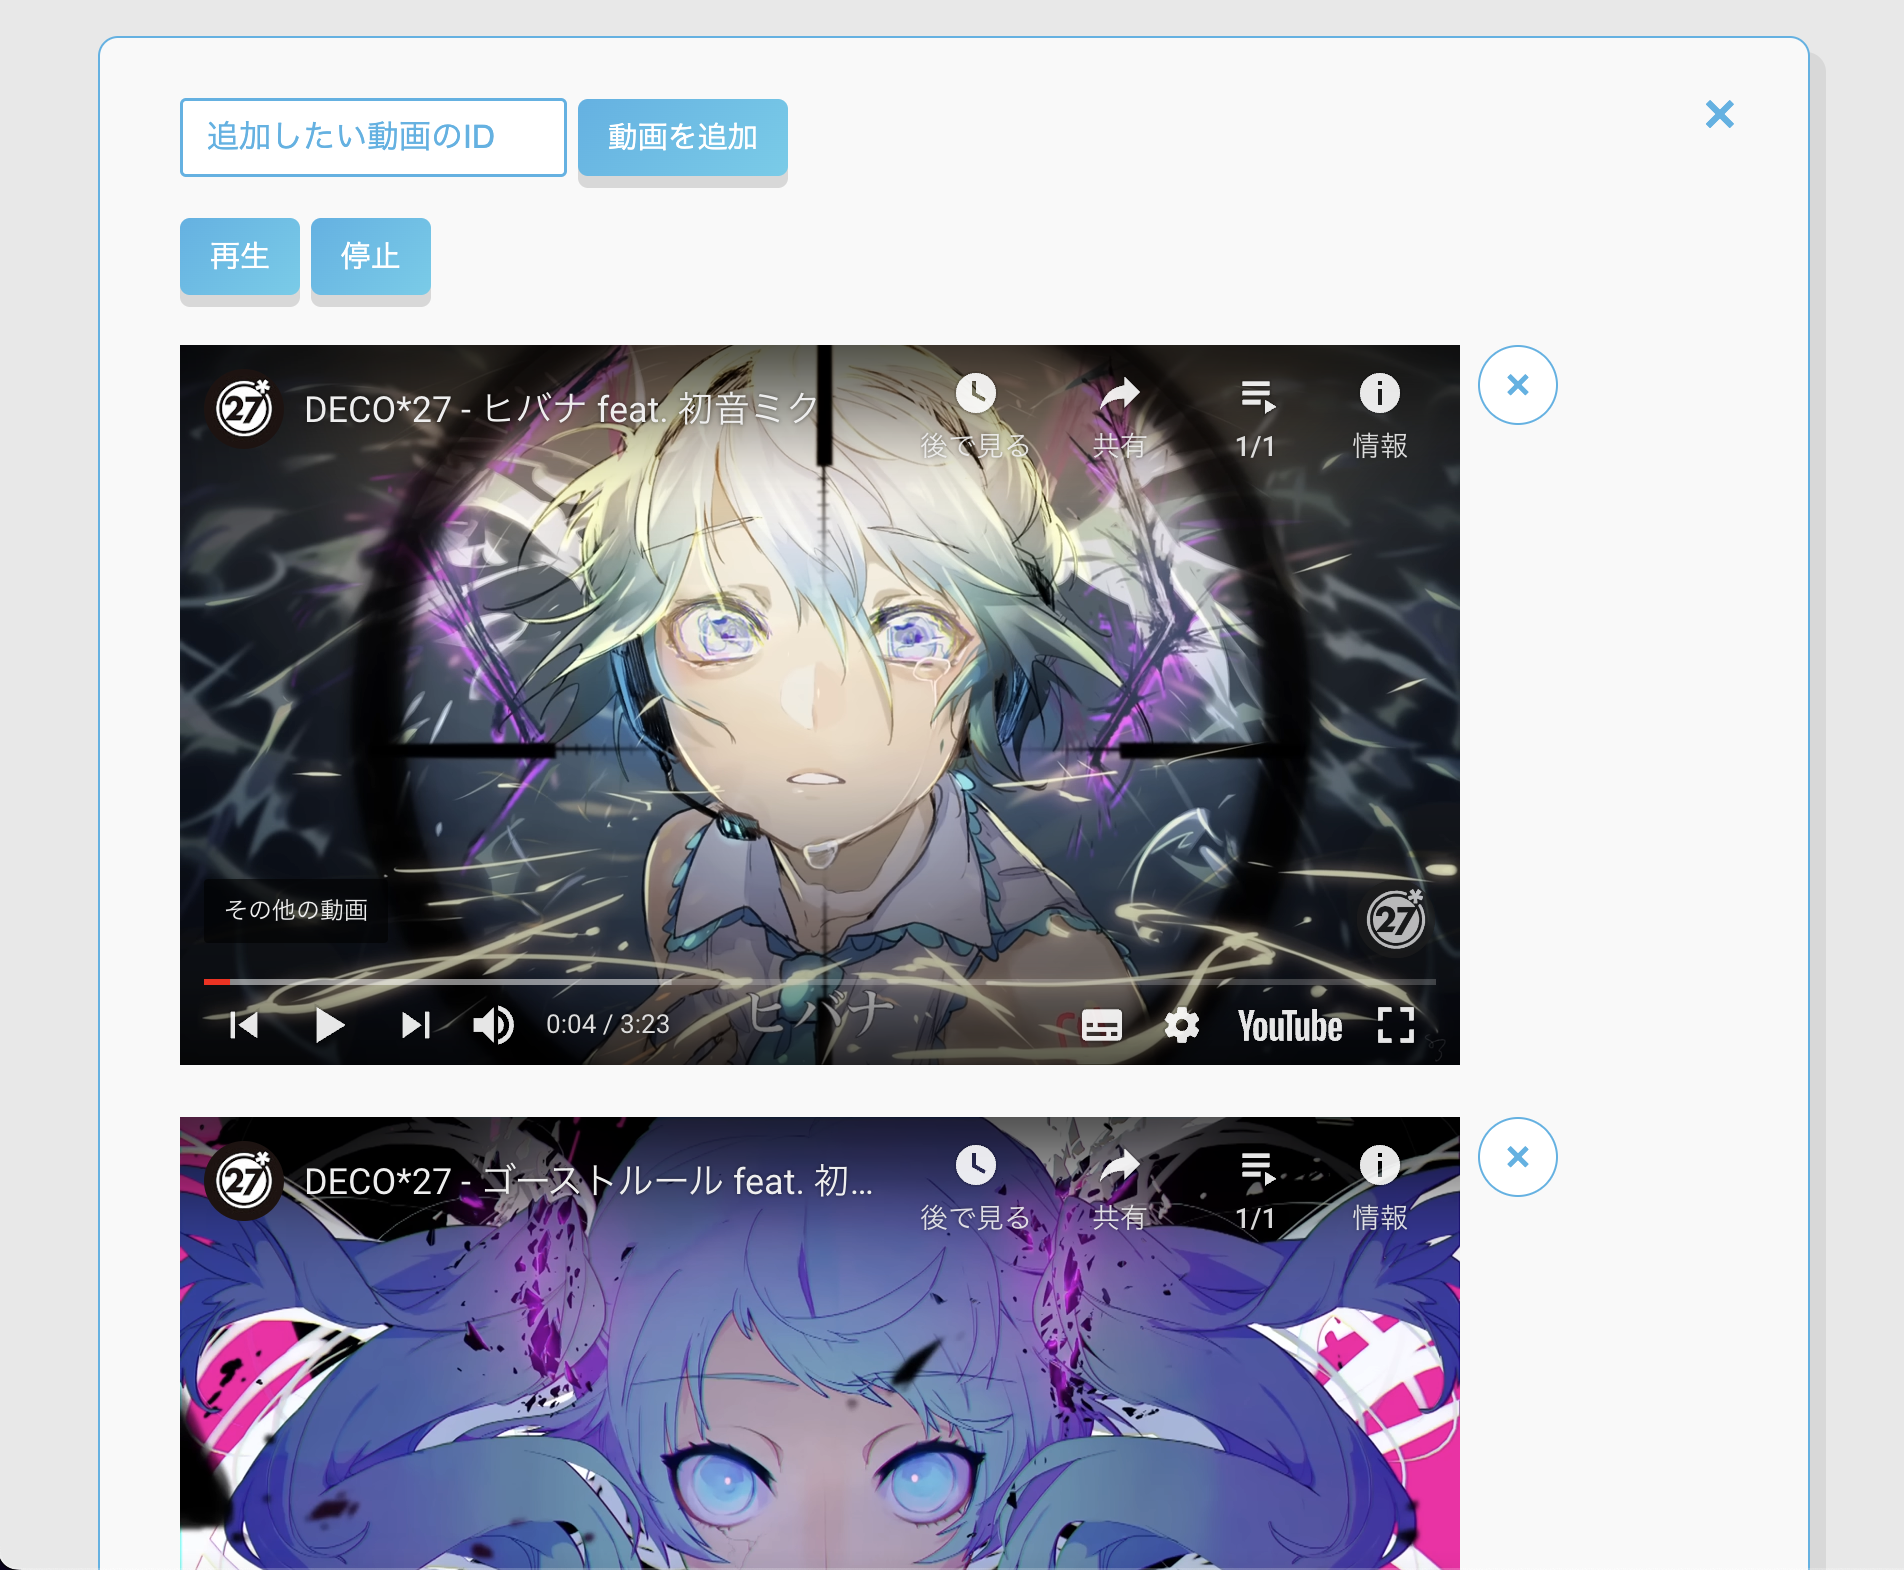 追加したい動画のID
動画を追加
再生
停止
27
DECO*27 - ヒバナ feat. 初音ミク
後で見る
共有
1/1
情報
その他の動画
27
ヒバナ
0:04 / 3:23
YouTube
27
DECO*27 - ゴーストルール feat. 初…
後で見る
共有
1/1
情報